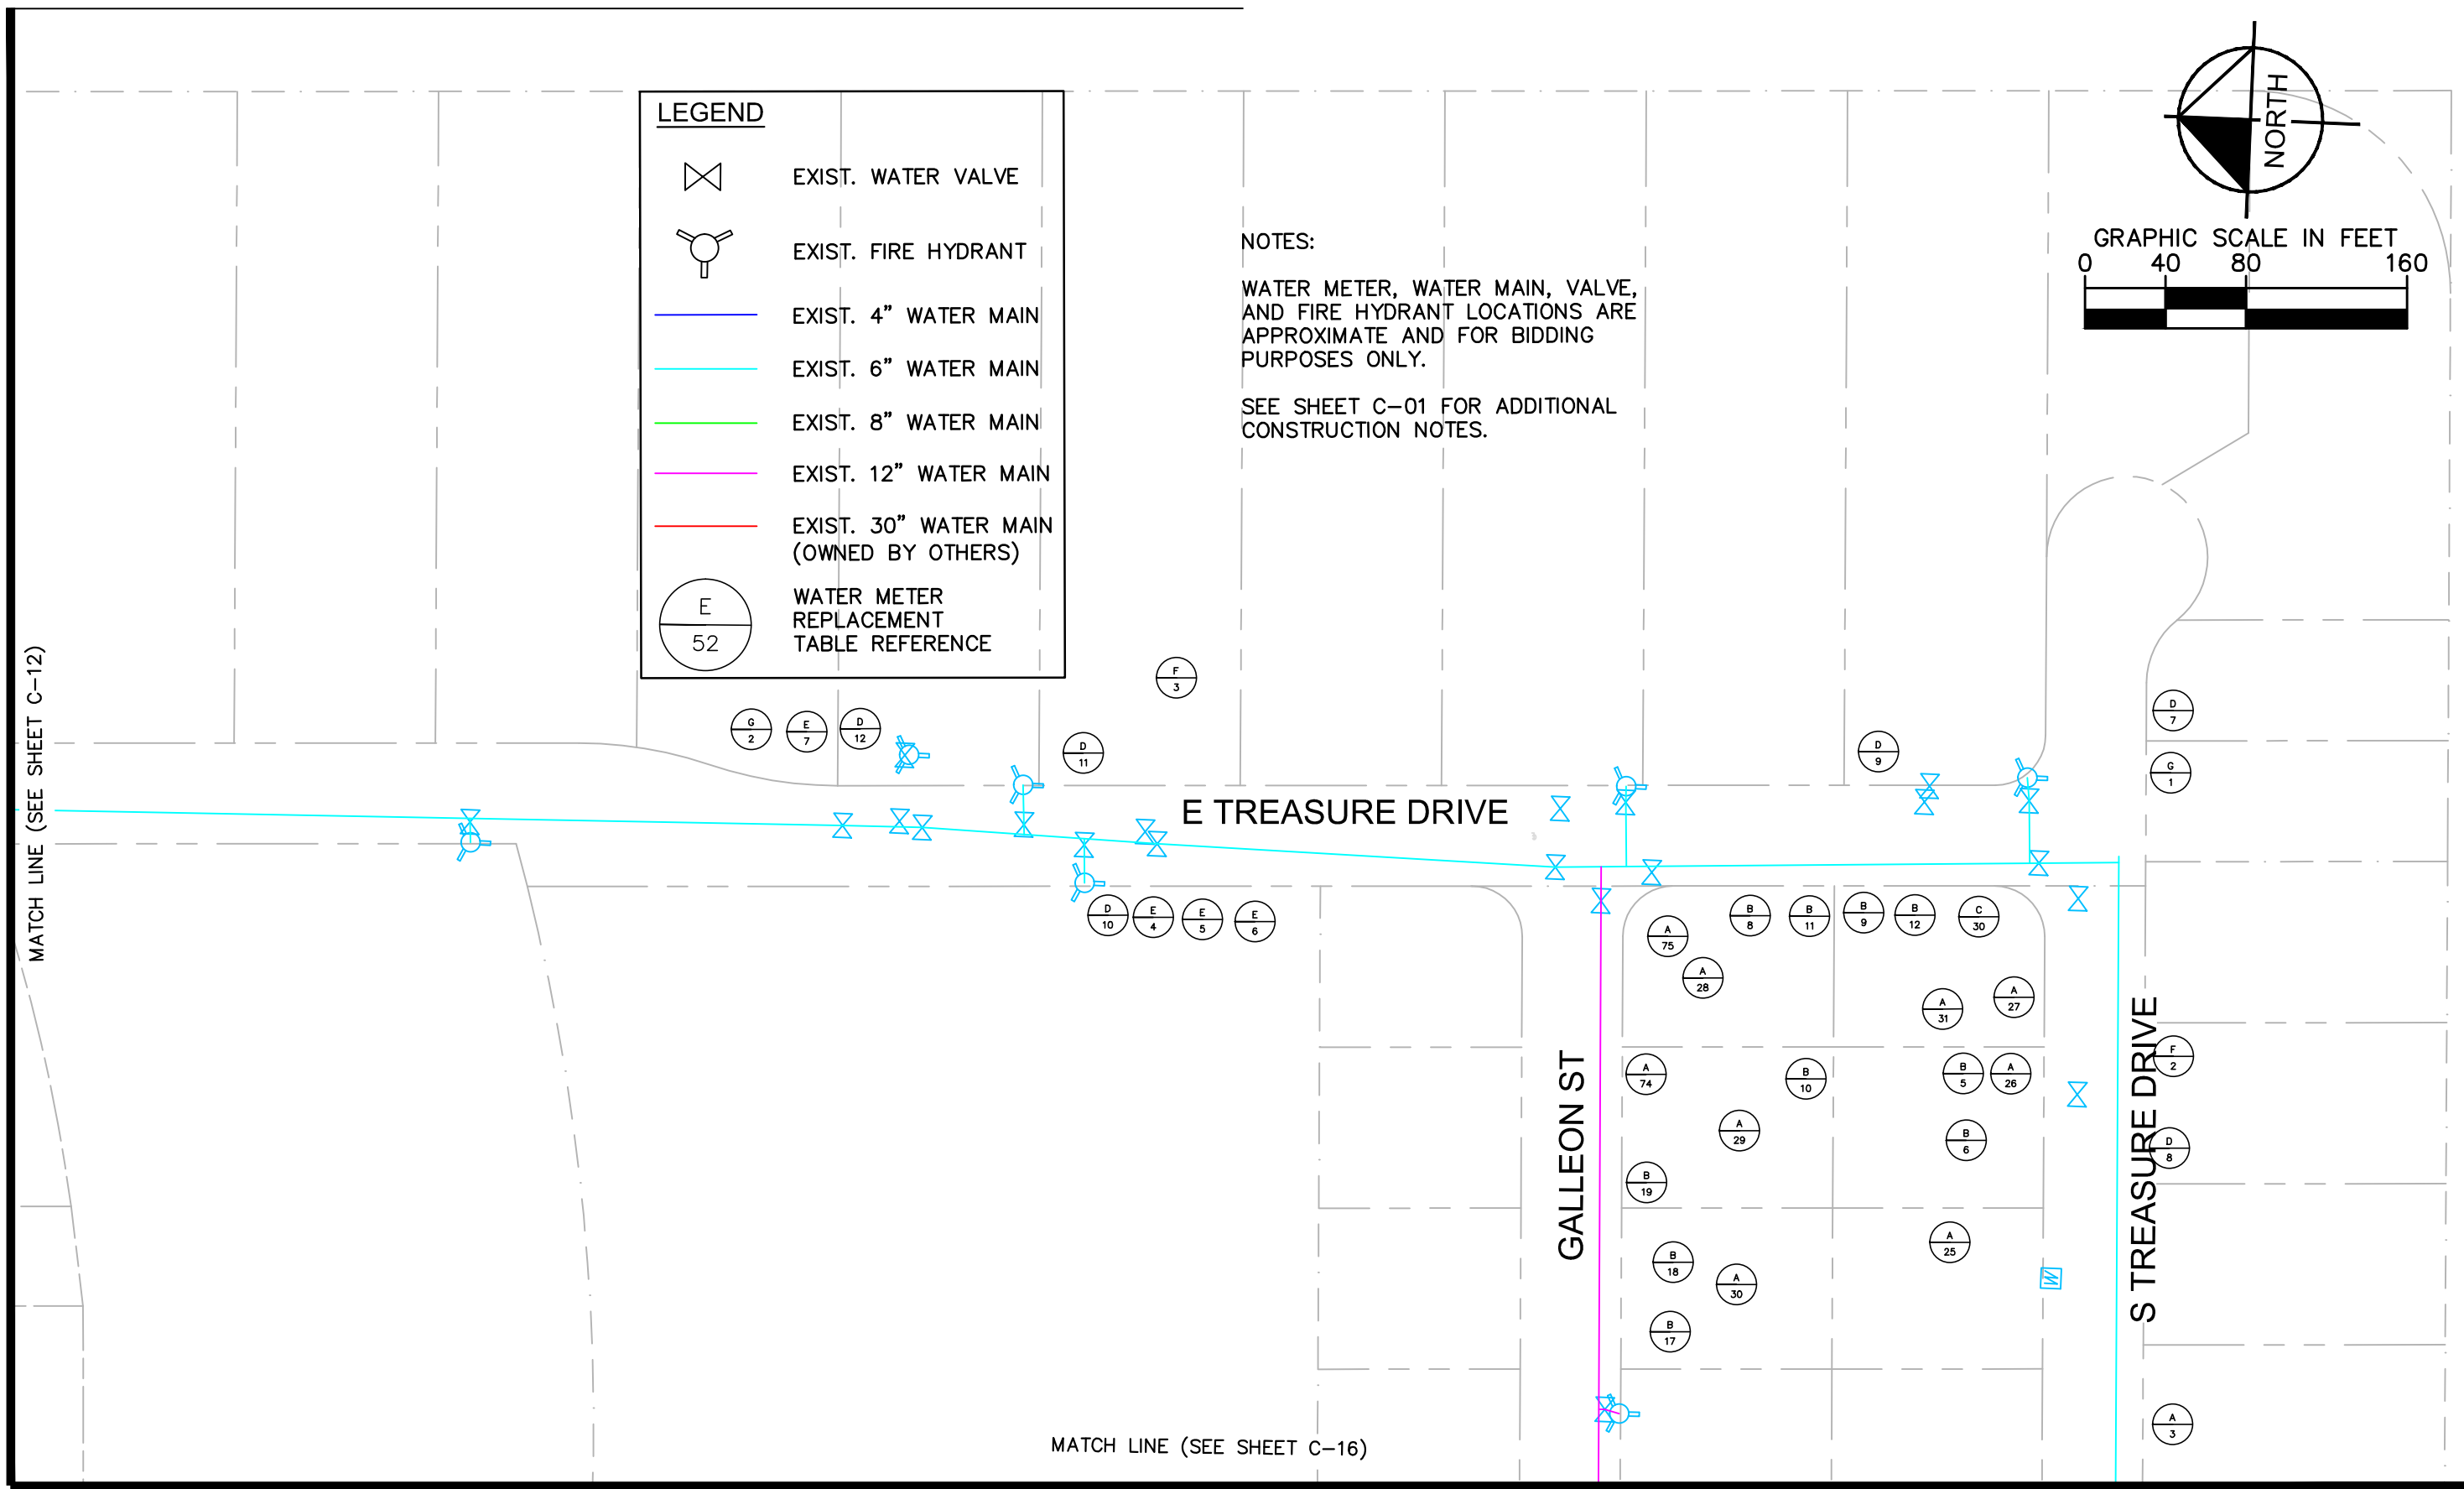 LEGEND
EXIST. WATER VALVE
EXIST. FIRE HYDRANT
EXIST. 4" WATER MAIN
EXIST. 6" WATER MAIN
EXIST. 8" WATER MAIN
EXIST. 12" WATER MAIN
EXIST. 30" WATER MAIN
(OWNED BY OTHERS)
E
52
WATER METER
REPLACEMENT
TABLE REFERENCE
NOTES:
WATER METER, WATER MAIN, VALVE,
AND FIRE HYDRANT LOCATIONS ARE
APPROXIMATE AND FOR BIDDING
PURPOSES ONLY.
SEE SHEET C-01 FOR ADDITIONAL
CONSTRUCTION NOTES.
NORTH
GRAPHIC SCALE IN FEET
0 40 80 160
MATCH LINE (SEE SHEET C-12)
F
3
G
2
E
7
D
12
D
11
D
9
D
7
G
1
E TREASURE DRIVE
D
10
E
4
E
5
E
6
A
75
B
8
B
11
B
9
B
12
C
30
A
28
A
31
A
27
GALLEON ST
S TREASURE DRIVE
A
74
B
10
B
5
A
26
F
2
A
29
B
6
D
8
B
19
B
18
A
30
A
25
W
B
17
A
3
MATCH LINE (SEE SHEET C-16)